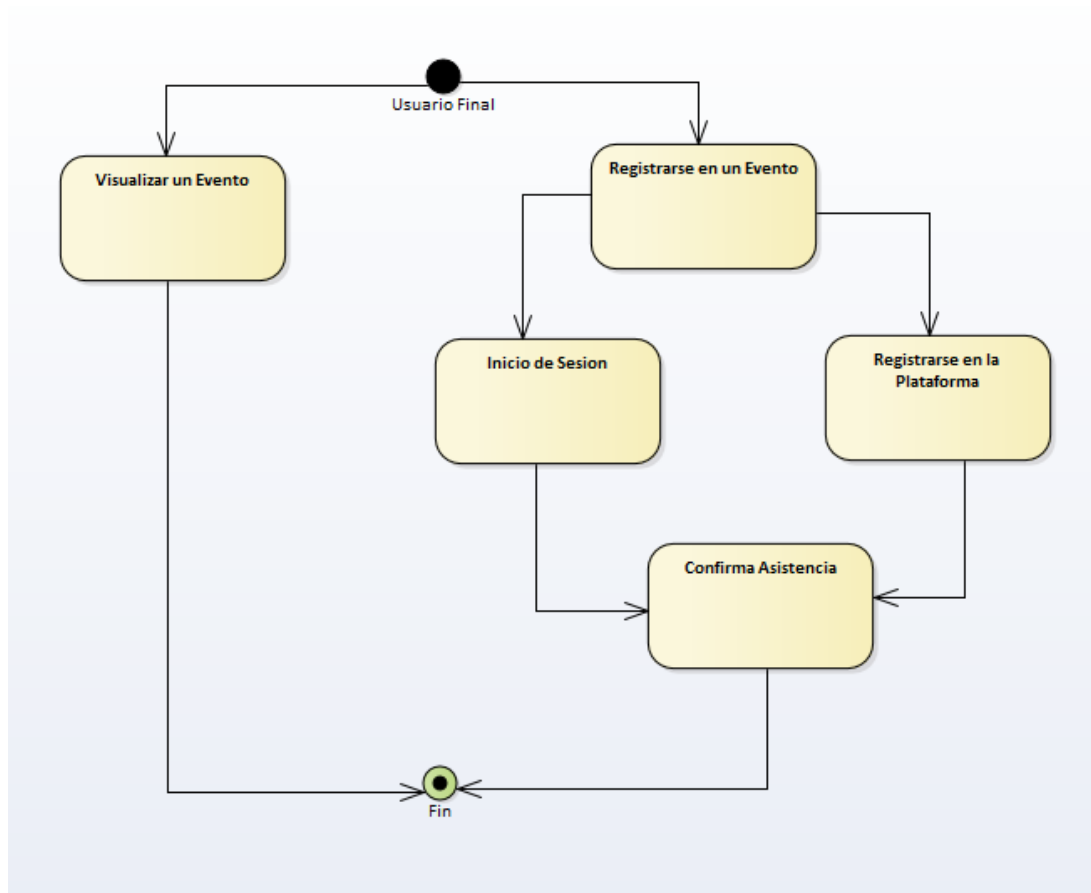 Usuario Final
Visualizar un Evento
Registrarse en un Evento
Inicio de Sesion
Registrarse en la
Plataforma
Confirma Asistencia
Fin